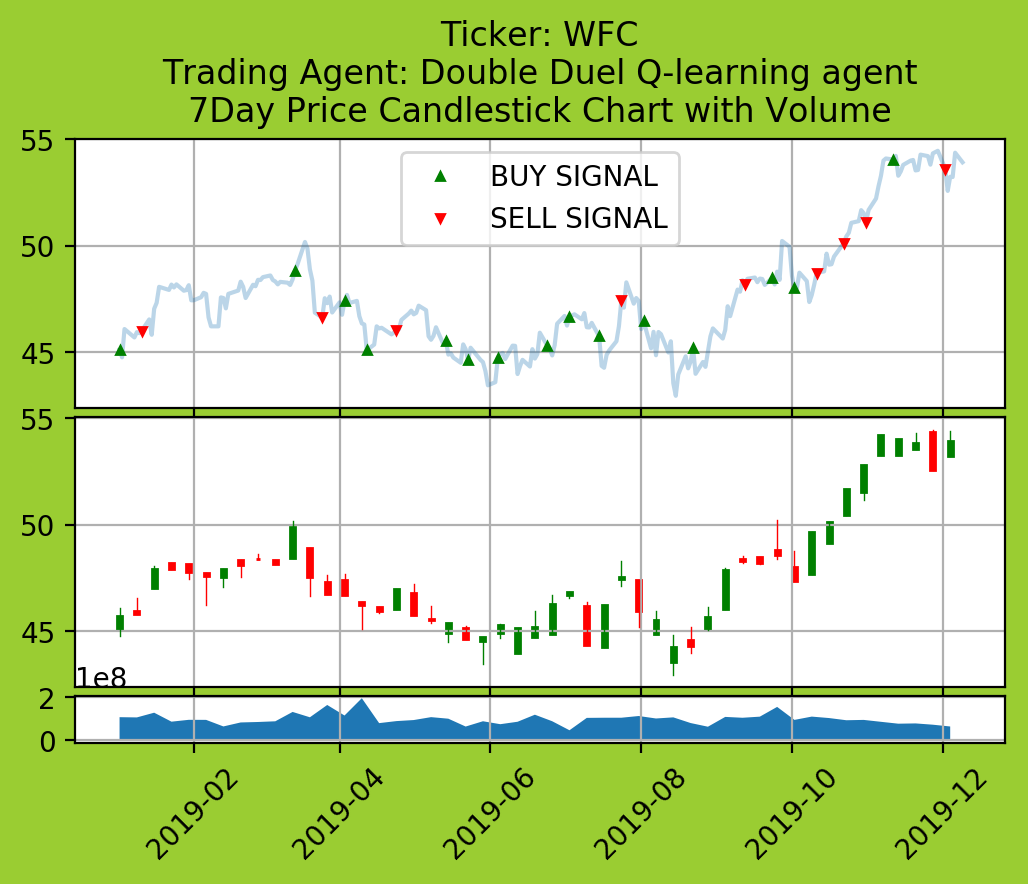 Ticker: WFC
Trading Agent: Double Duel Q-learning agent
7Day Price Candlestick Chart with Volume
55
BUY SIGNAL
SELL SIGNAL
50
45
55
50
45
1e8
2
0
2019-02
2019-04
2019-06
2019-08
2019-10
2019-12